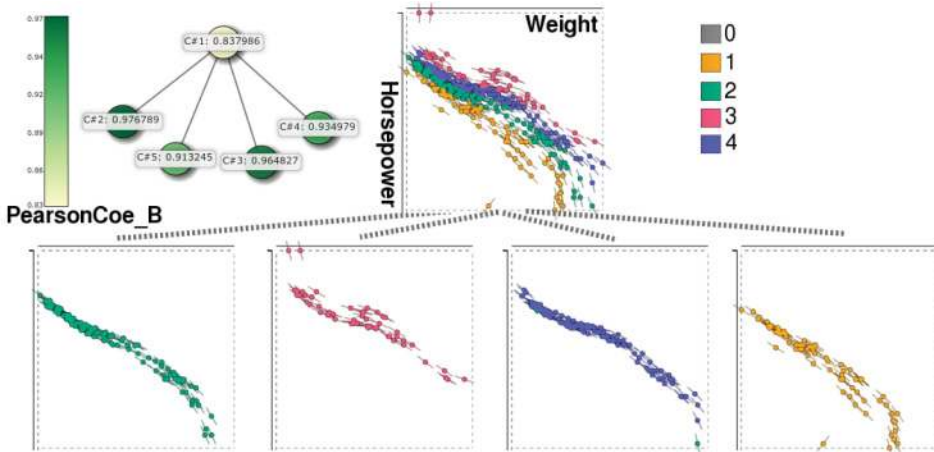 0.97
0.94
0.92
0.89
0.86
0.83
PearsonCoe_B
C#1: 0.837986
C#2: 0.976789
C#5: 0.913245
C#3: 0.964827
C#4: 0.934979
Weight
Horsepower
0
1
2
3
4